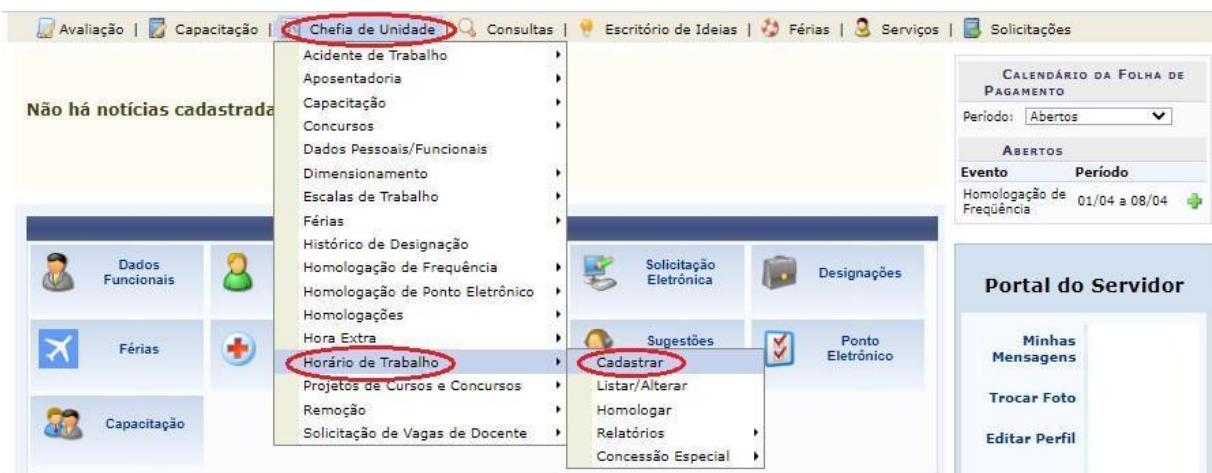 Avaliação | Capacitação | Chefia de Unidade | Consultas | Escritório de Ideias | Férias | Serviços | Solicitações
Não há notícias cadastrada
Acidente de Trabalho
Aposentadoria
Capacitação
Concursos
Dados Pessoais/Funcionais
Dimensionamento
Escalas de Trabalho
Férias
Histórico de Designação
Homologação de Frequência
Homologação de Ponto Eletrônico
Homologações
Hora Extra
Horário de Trabalho
Projetos de Cursos e Concursos
Remoção
Solicitação de Vagas de Docente
Cadastrar
Listar/Alterar
Homologar
Relatórios
Concessão Especial
Dados
Funcionais
Solicitação
Eletrônica
Designações
Férias
Sugestões
Ponto
Eletrônico
Capacitação
CALENDÁRIO DA FOLHA DE
PAGAMENTO
Período: Abertos
ABERTOS
Evento Período
Homologação de
Freqüência 01/04 a 08/04
Portal do Servidor
Minhas
Mensagens
Trocar Foto
Editar Perfil